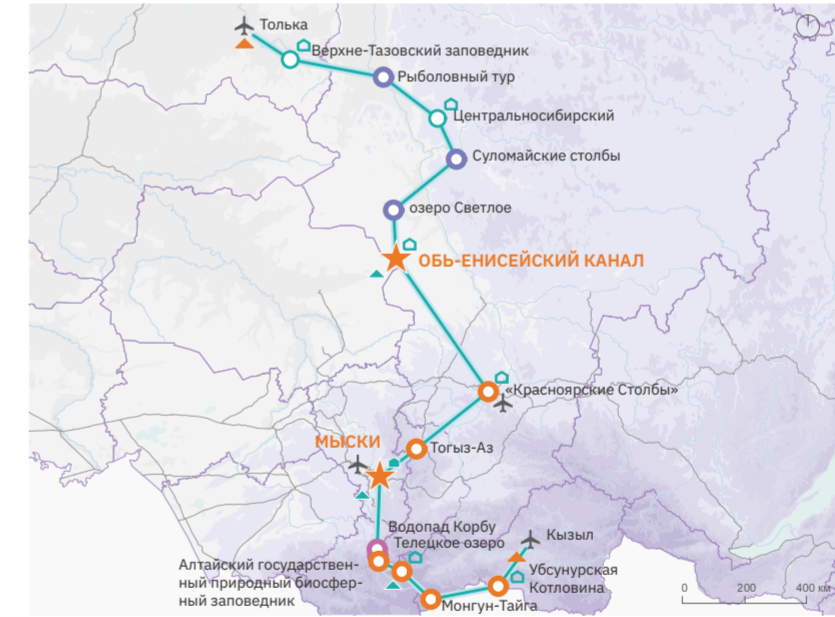 Толька
Верхне-Тазовский заповедник
Рыболовный тур
Центральносибирский
Суломайские столбы
озеро Светлое
ОБЬ-ЕНИСЕЙСКИЙ КАНАЛ
«Красноярские Столбы»
МЫСКИ
Тогыз-Аз
Водопад Корбу
Телецкое озеро
Кызыл
Алтайский государствен-
ный природный биосфер-
ный заповедник
Убсунурская
Котловина
Монгун-Тайга
0 200 400 км